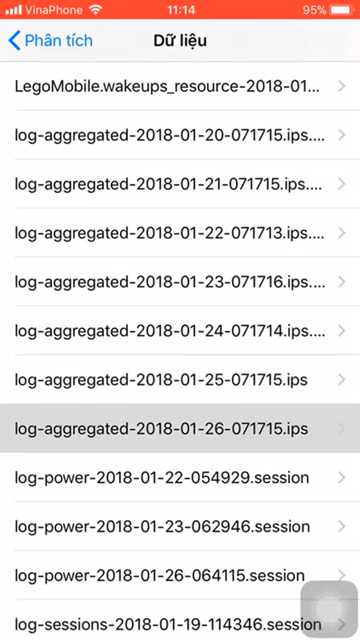 VinaPhone 11:14 95%
Phân tích Dữ liệu
LegoMobile.wakeups_resource-2018-01...
log-aggregated-2018-01-20-071715.ips....
log-aggregated-2018-01-21-071715.ips....
log-aggregated-2018-01-22-071713.ips....
log-aggregated-2018-01-23-071716.ips....
log-aggregated-2018-01-24-071714.ips....
log-aggregated-2018-01-25-071715.ips
log-aggregated-2018-01-26-071715.ips
log-power-2018-01-22-054929.session
log-power-2018-01-23-062946.session
log-power-2018-01-26-064115.session
log-sessions-2018-01-19-114346.session